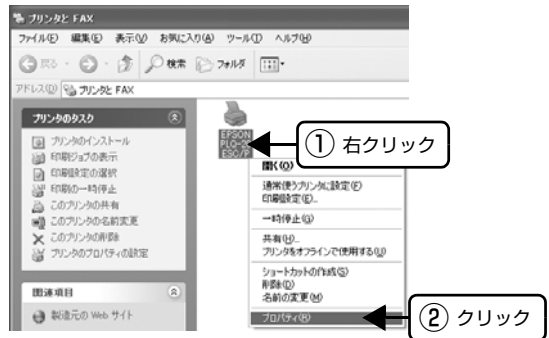 プリンタと FAX
ファイル(F) 編集(E) 表示(V) お気に入り(A) ツール(T) ヘルプ(H)
戻る 検索 フォルダ
アドレス(D) プリンタと FAX
プリンタのタスク
プリンタのインストール
印刷ジョブの表示
印刷設定の選択
印刷の一時停止
このプリンタの共有
このプリンタの名前変更
このプリンタの削除
プリンタのプロパティの設定
関連項目
製造元の Web サイト
EPSON
PLQ-2
ESC/P
① 右クリック
開く(O)
通常使うプリンタに設定(F)
印刷設定(E)...
一時停止(G)
共有(H)...
プリンタをオフラインで使用する(U)
ショートカットの作成(S)
削除(D)
名前の変更(M)
プロパティ(R)
② クリック